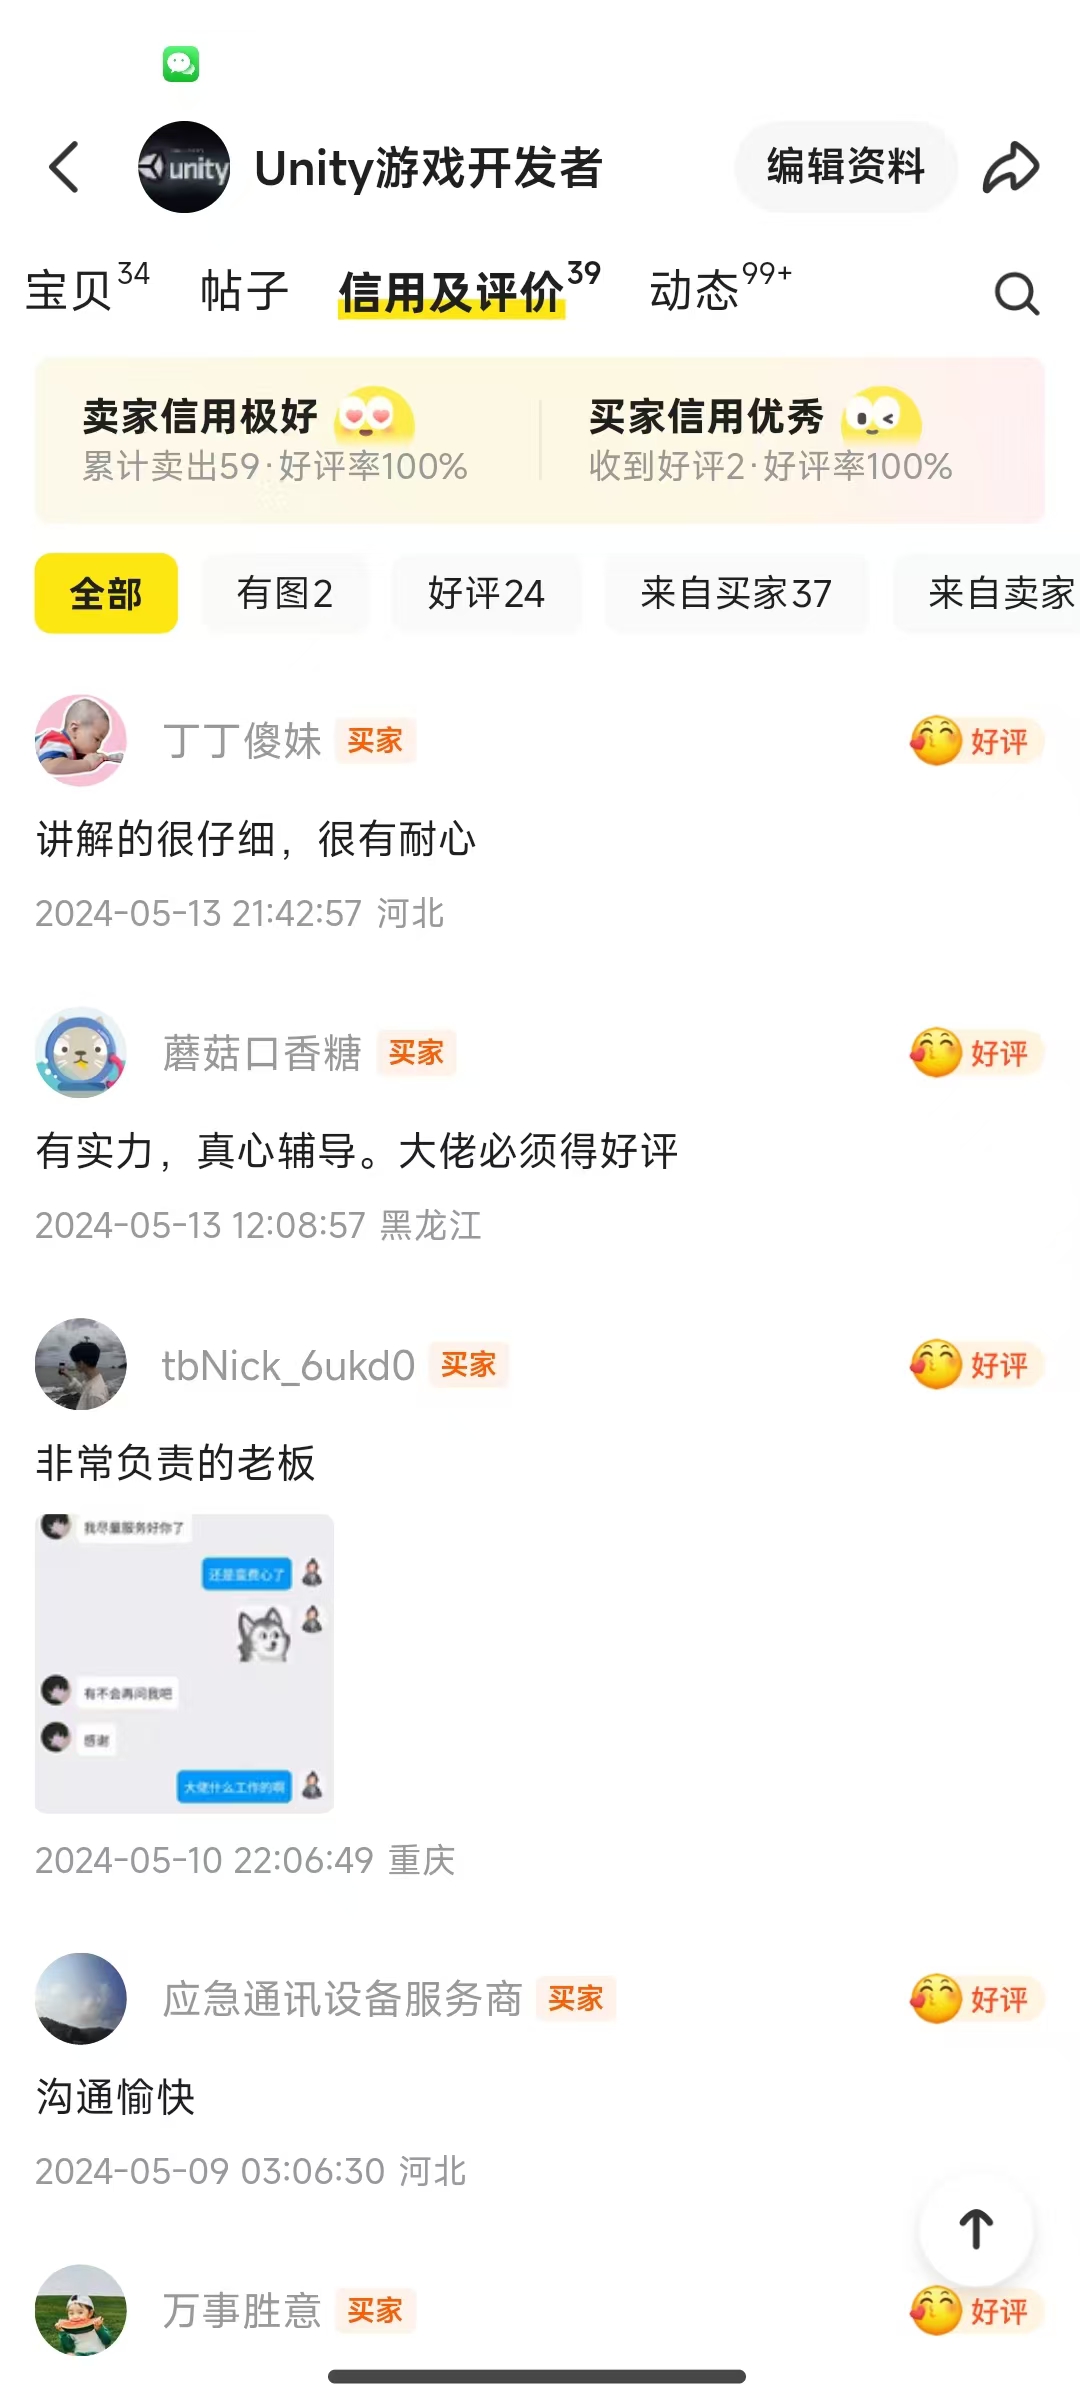 unity
Unity游戏开发者
编辑资料
宝贝34 帖子 信用及评价39 动态99+
卖家信用极好
累计卖出59·好评率100%
买家信用优秀
收到好评2·好评率100%
全部 有图2 好评24 来自买家37 来自卖家
丁丁傻妹 买家 好评
讲解的很仔细，很有耐心
2024-05-13 21:42:57 河北
蘑菇口香糖 买家 好评
有实力，真心辅导。大佬必须得好评
2024-05-13 12:08:57 黑龙江
tbNick_6ukd0 买家 好评
非常负责的老板
我尽量服务好你了
还是蛮费心了
有不会再问我吧
感谢
大佬什么工作的啊
2024-05-10 22:06:49 重庆
应急通讯设备服务商 买家 好评
沟通愉快
2024-05-09 03:06:30 河北
万事胜意 买家 好评